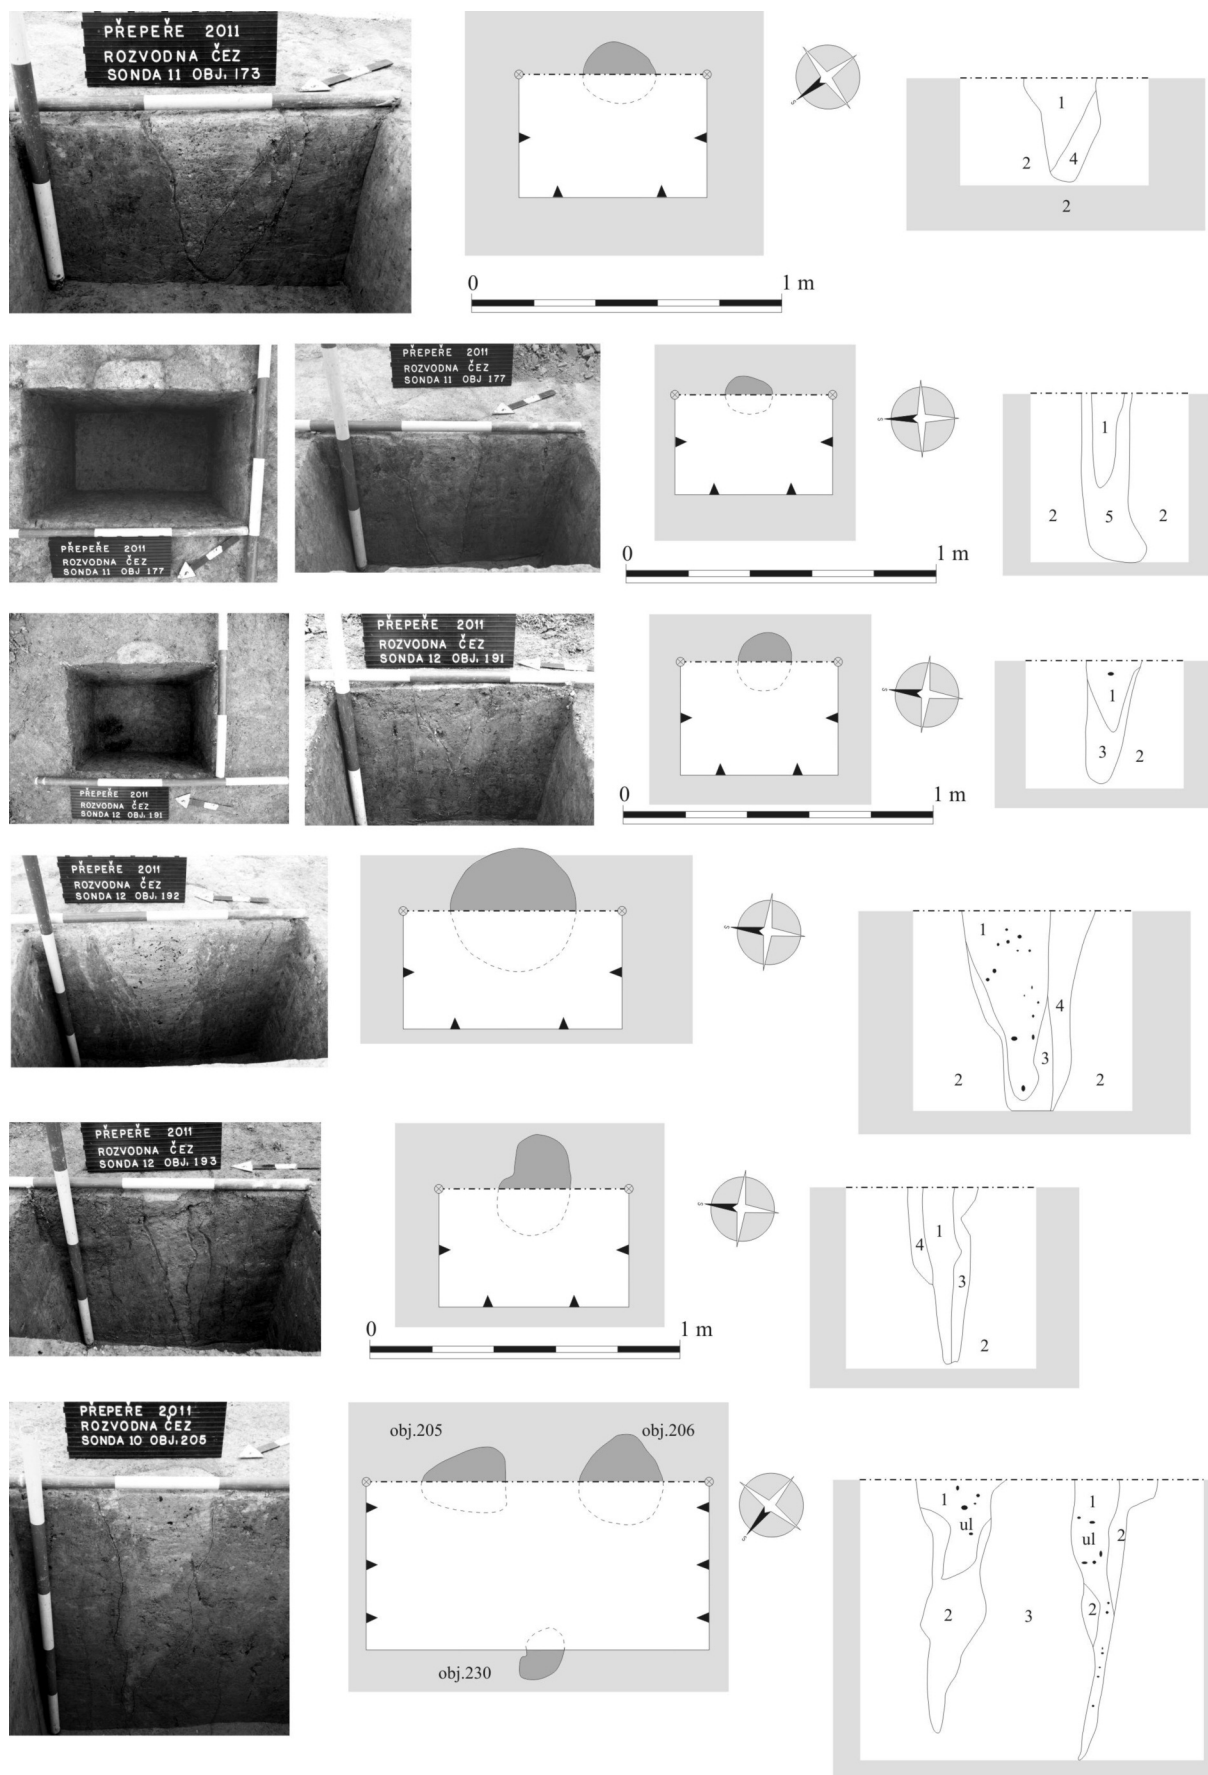 PŘEPEŘE 2011
ROZVODNA ČEZ
SONDA 11 OBJ. 173
S
1
2
4
2
0 1 m
PŘEPEŘE 2011
ROZVODNA ČEZ
SONDA 11 OBJ 177
PŘEPEŘE 2011
ROZVODNA ČEZ
SONDA 11 OBJ 177
S
1
2 5 2
0 1 m
PŘEPEŘE 2011
ROZVODNA ČEZ
SONDA 12 OBJ. 191
PŘEPEŘE 2011
ROZVODNA ČEZ
SONDA 12 OBJ. 191
S
1
3 2
0 1 m
PŘEPEŘE 2011
ROZVODNA ČEZ
SONDA 12 OBJ. 192
S
1
4
3
2 2
PŘEPEŘE 2011
ROZVODNA ČEZ
SONDA 12 OBJ. 193
S
1
4
3
2
0 1 m
PŘEPEŘE 2011
ROZVODNA ČEZ
SONDA 10 OBJ. 205
obj.205 obj.206
obj.230
S
1 1
ul ul 2
2 3 2